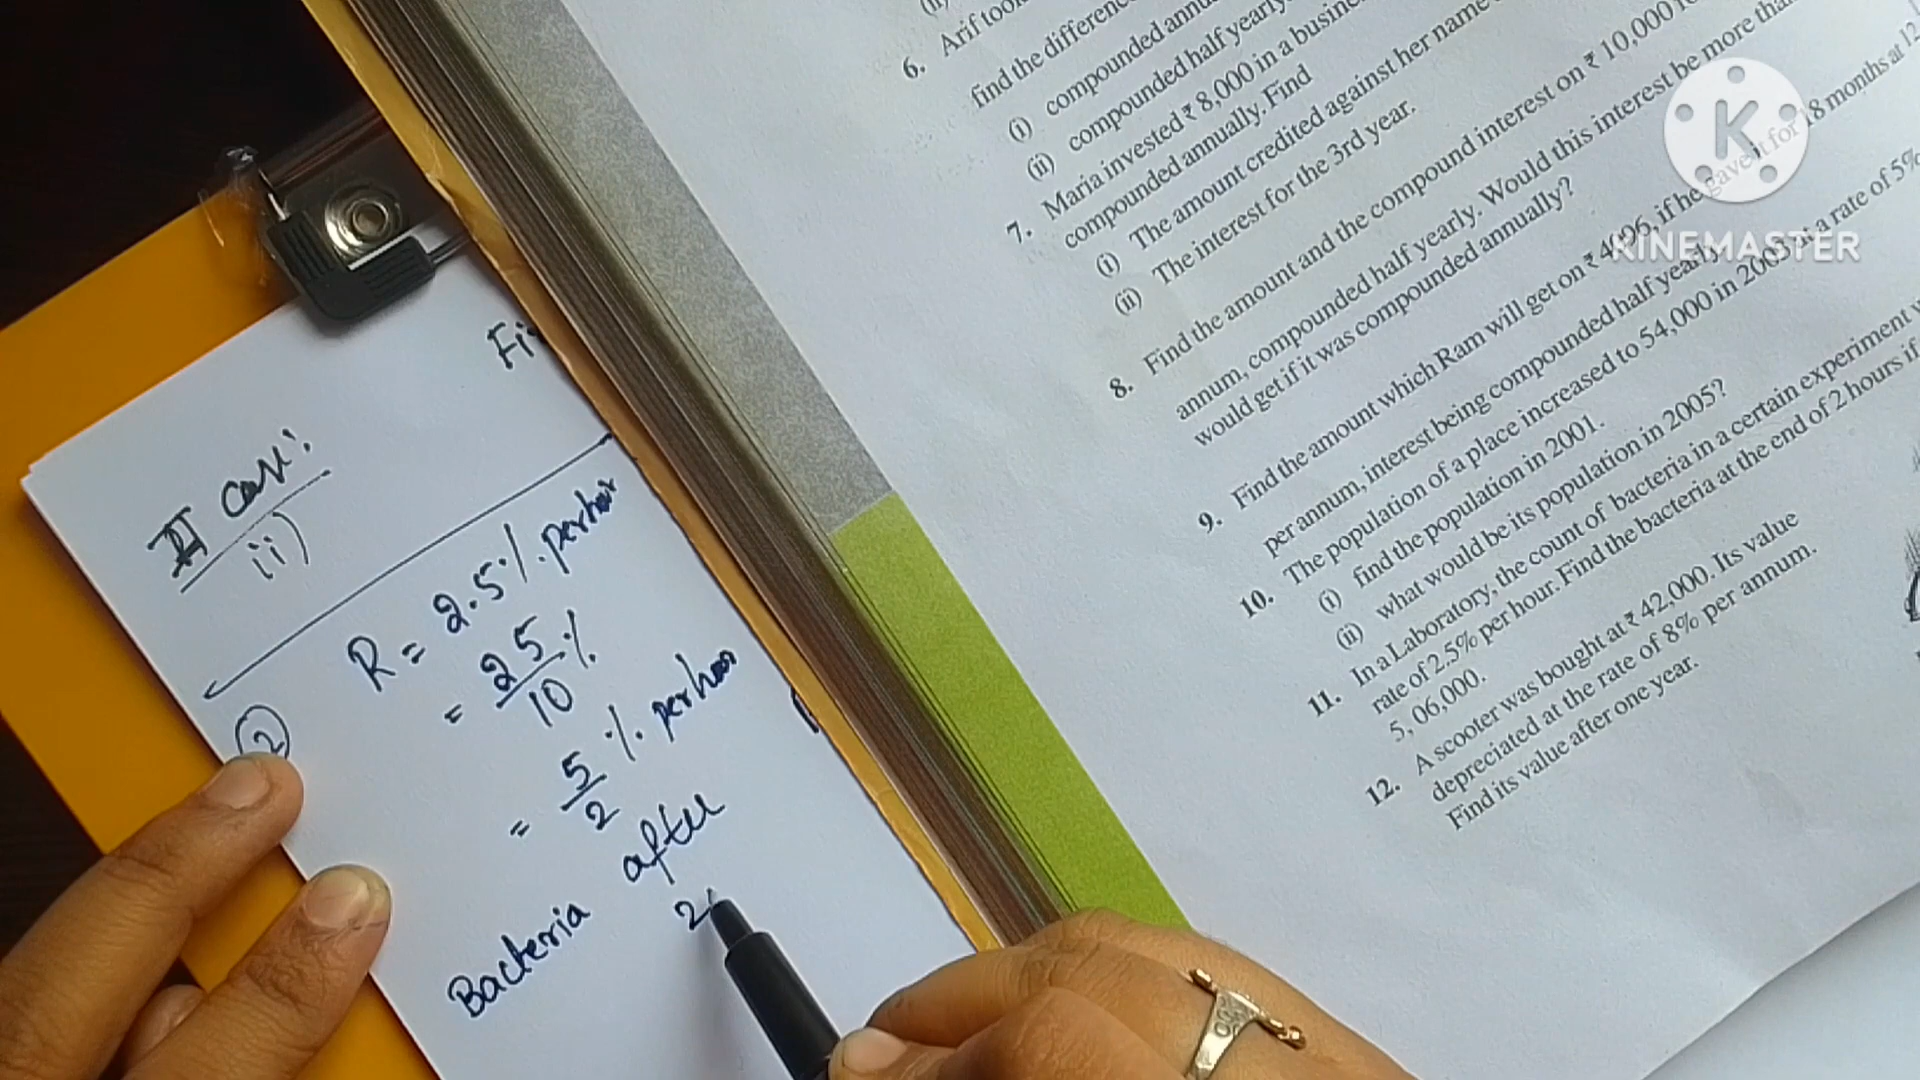 6. Arif took
find the difference
(i) compounded annu
(ii) compounded half yearly
7. Maria invested ₹ 8,000 in a busine
compounded annually. Find
(i) The amount credited against her name
(ii) The interest for the 3rd year.
8. Find the amount and the compound interest on ₹ 10,000
annum, compounded half yearly. Would this interest be more than
would get if it was compounded annually?
9. Find the amount which Ram will get on ₹ 4096, if he gave it for 18 months at 12
per annum, interest being compounded half yearly.
10. The population of a place increased to 54,000 in 2003 at a rate of 5%
(i) find the population in 2001.
(ii) what would be its population in 2005?
11. In a Laboratory, the count of bacteria in a certain experiment
rate of 2.5% per hour. Find the bacteria at the end of 2 hours if
5, 06,000.
12. A scooter was bought at ₹ 42,000. Its value
depreciated at the rate of 8% per annum.
Find its value after one year.
K
KINEMASTER
II case:
ii)
R = 2.5% per hour
= 25/10 %
= 5/2 % per hour
2
Bacteria after
2